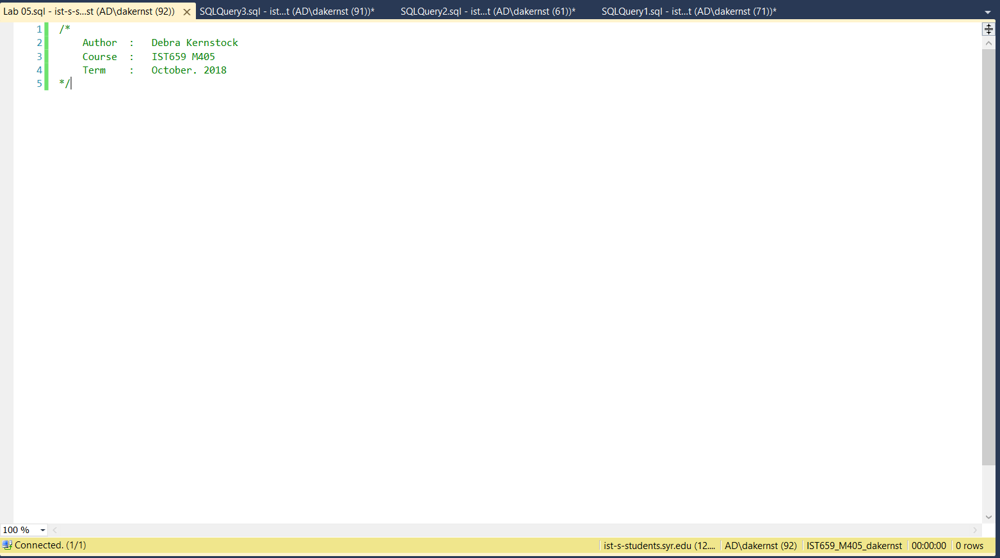 Lab 05.sql - ist-s-s...st (AD\dakernst (92)) SQLQuery3.sql - ist...t (AD\dakernst (91))* SQLQuery2.sql - ist...t (AD\dakernst (61))* SQLQuery1.sql - ist...t (AD\dakernst (71))*
1 /*
2 Author : Debra Kernstock
3 Course : IST659 M405
4 Term : October. 2018
5 */
100 %
Connected. (1/1) ist-s-students.syr.edu (12.... AD\dakernst (92) IST659_M405_dakernst 00:00:00 0 rows